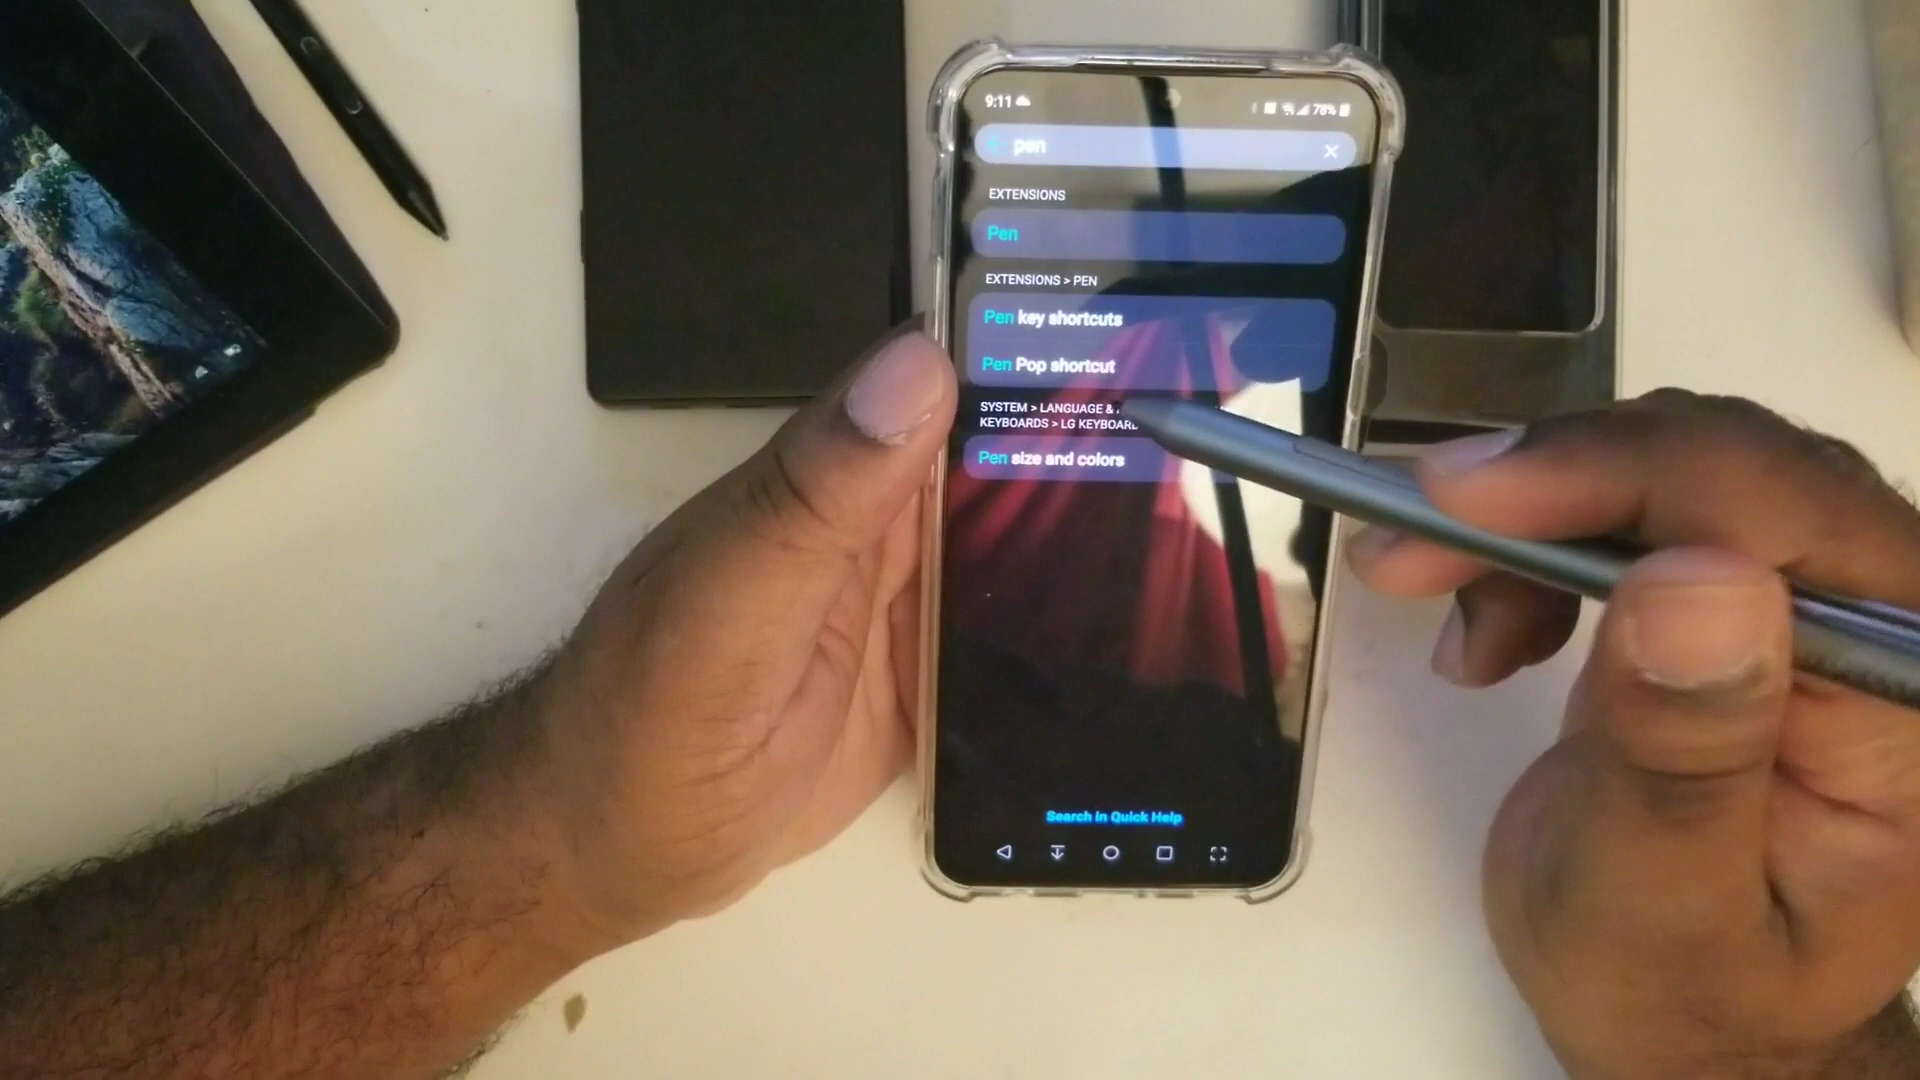 9:11
78%
pen
EXTENSIONS
Pen
EXTENSIONS > PEN
Pen key shortcuts
Pen Pop shortcut
SYSTEM > LANGUAGE &
KEYBOARDS > LG KEYBOARD
Pen size and colors
Search in Quick Help